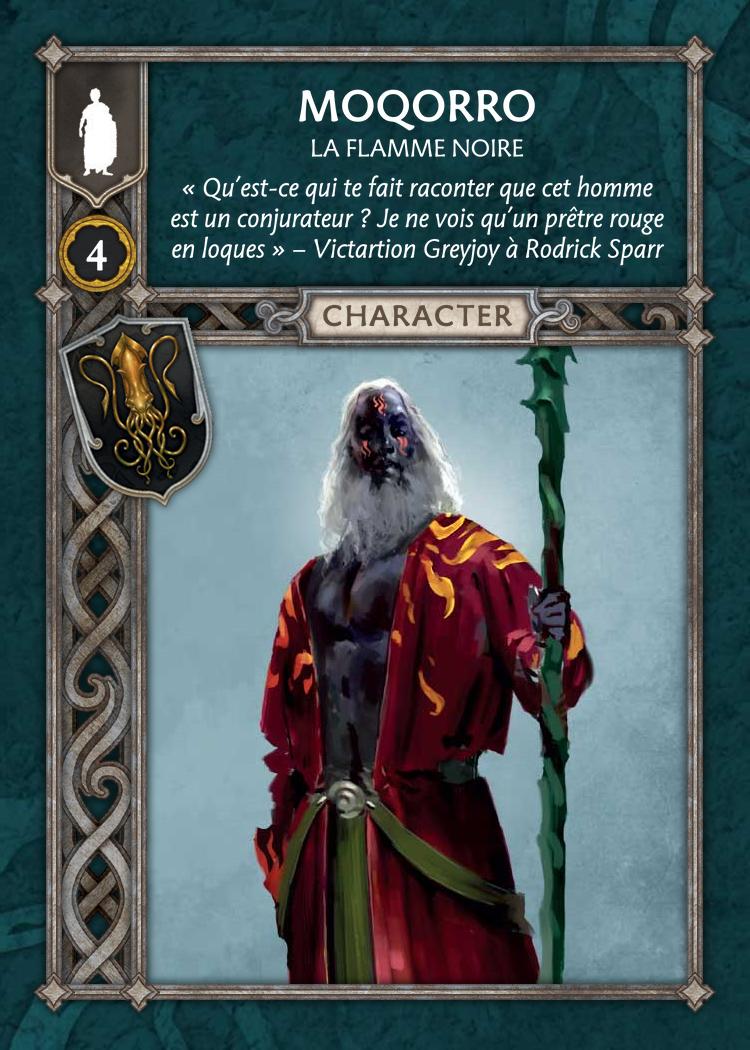 MOQORRO
LA FLAMME NOIRE
« Qu'est-ce qui te fait raconter que cet homme
est un conjurateur ? Je ne vois qu'un prêtre rouge
en loques » – Victartion Greyjoy à Rodrick Sparr
4
CHARACTER